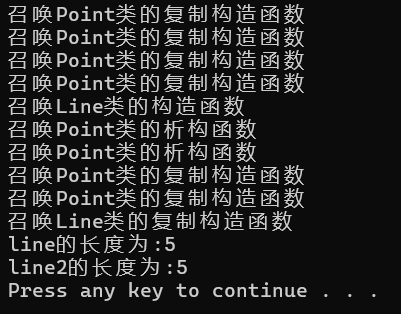 召唤Point类的复制构造函数
召唤Point类的复制构造函数
召唤Point类的复制构造函数
召唤Point类的复制构造函数
召唤Line类的构造函数
召唤Point类的析构函数
召唤Point类的析构函数
召唤Point类的复制构造函数
召唤Point类的复制构造函数
召唤Line类的复制构造函数
line的长度为:5
line2的长度为:5
Press any key to continue . . .